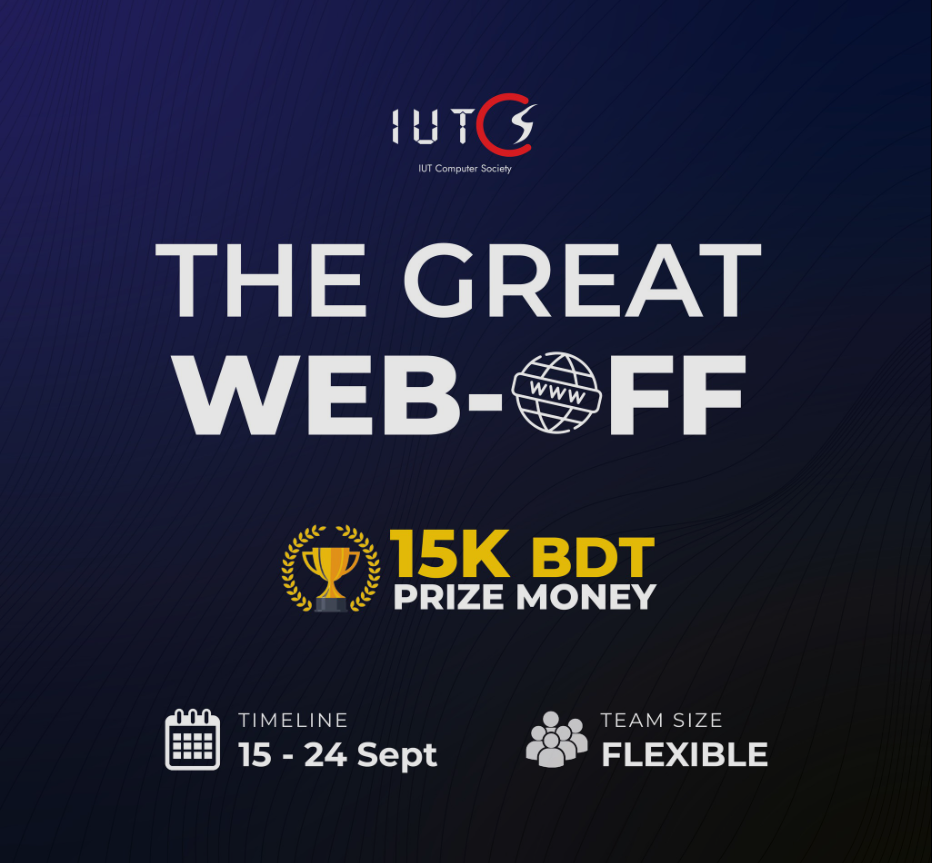 IUTCS
IUT Computer Society
THE GREAT
WEB-OFF
WWW
15K BDT
PRIZE MONEY
TIMELINE
15 - 24 Sept
TEAM SIZE
FLEXIBLE